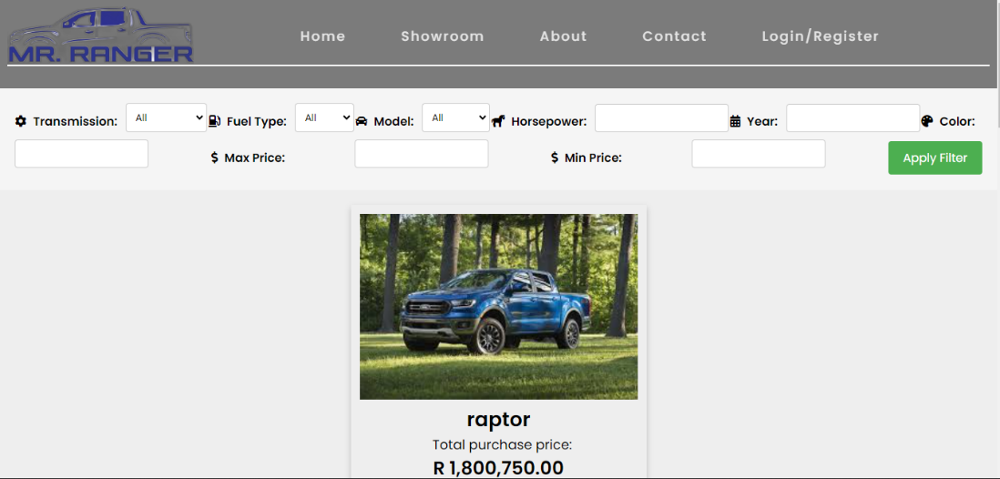 MR. RANGER
Home Showroom About Contact Login/Register
Transmission: All Fuel Type: All Model: All Horsepower: Year: Color:
$ Max Price: $ Min Price: Apply Filter
raptor
Total purchase price:
R 1,800,750.00